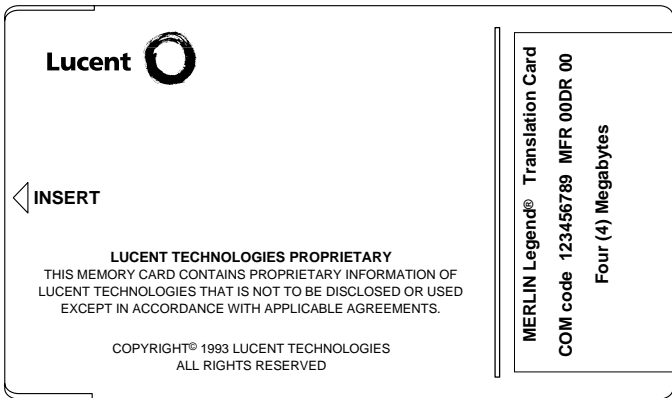 Lucent
INSERT
LUCENT TECHNOLOGIES PROPRIETARY
THIS MEMORY CARD CONTAINS PROPRIETARY INFORMATION OF
LUCENT TECHNOLOGIES THAT IS NOT TO BE DISCLOSED OR USED
EXCEPT IN ACCORDANCE WITH APPLICABLE AGREEMENTS.
COPYRIGHT© 1993 LUCENT TECHNOLOGIES
ALL RIGHTS RESERVED
MERLIN Legend® Translation Card
COM code 123456789 MFR 00DR 00
Four (4) Megabytes